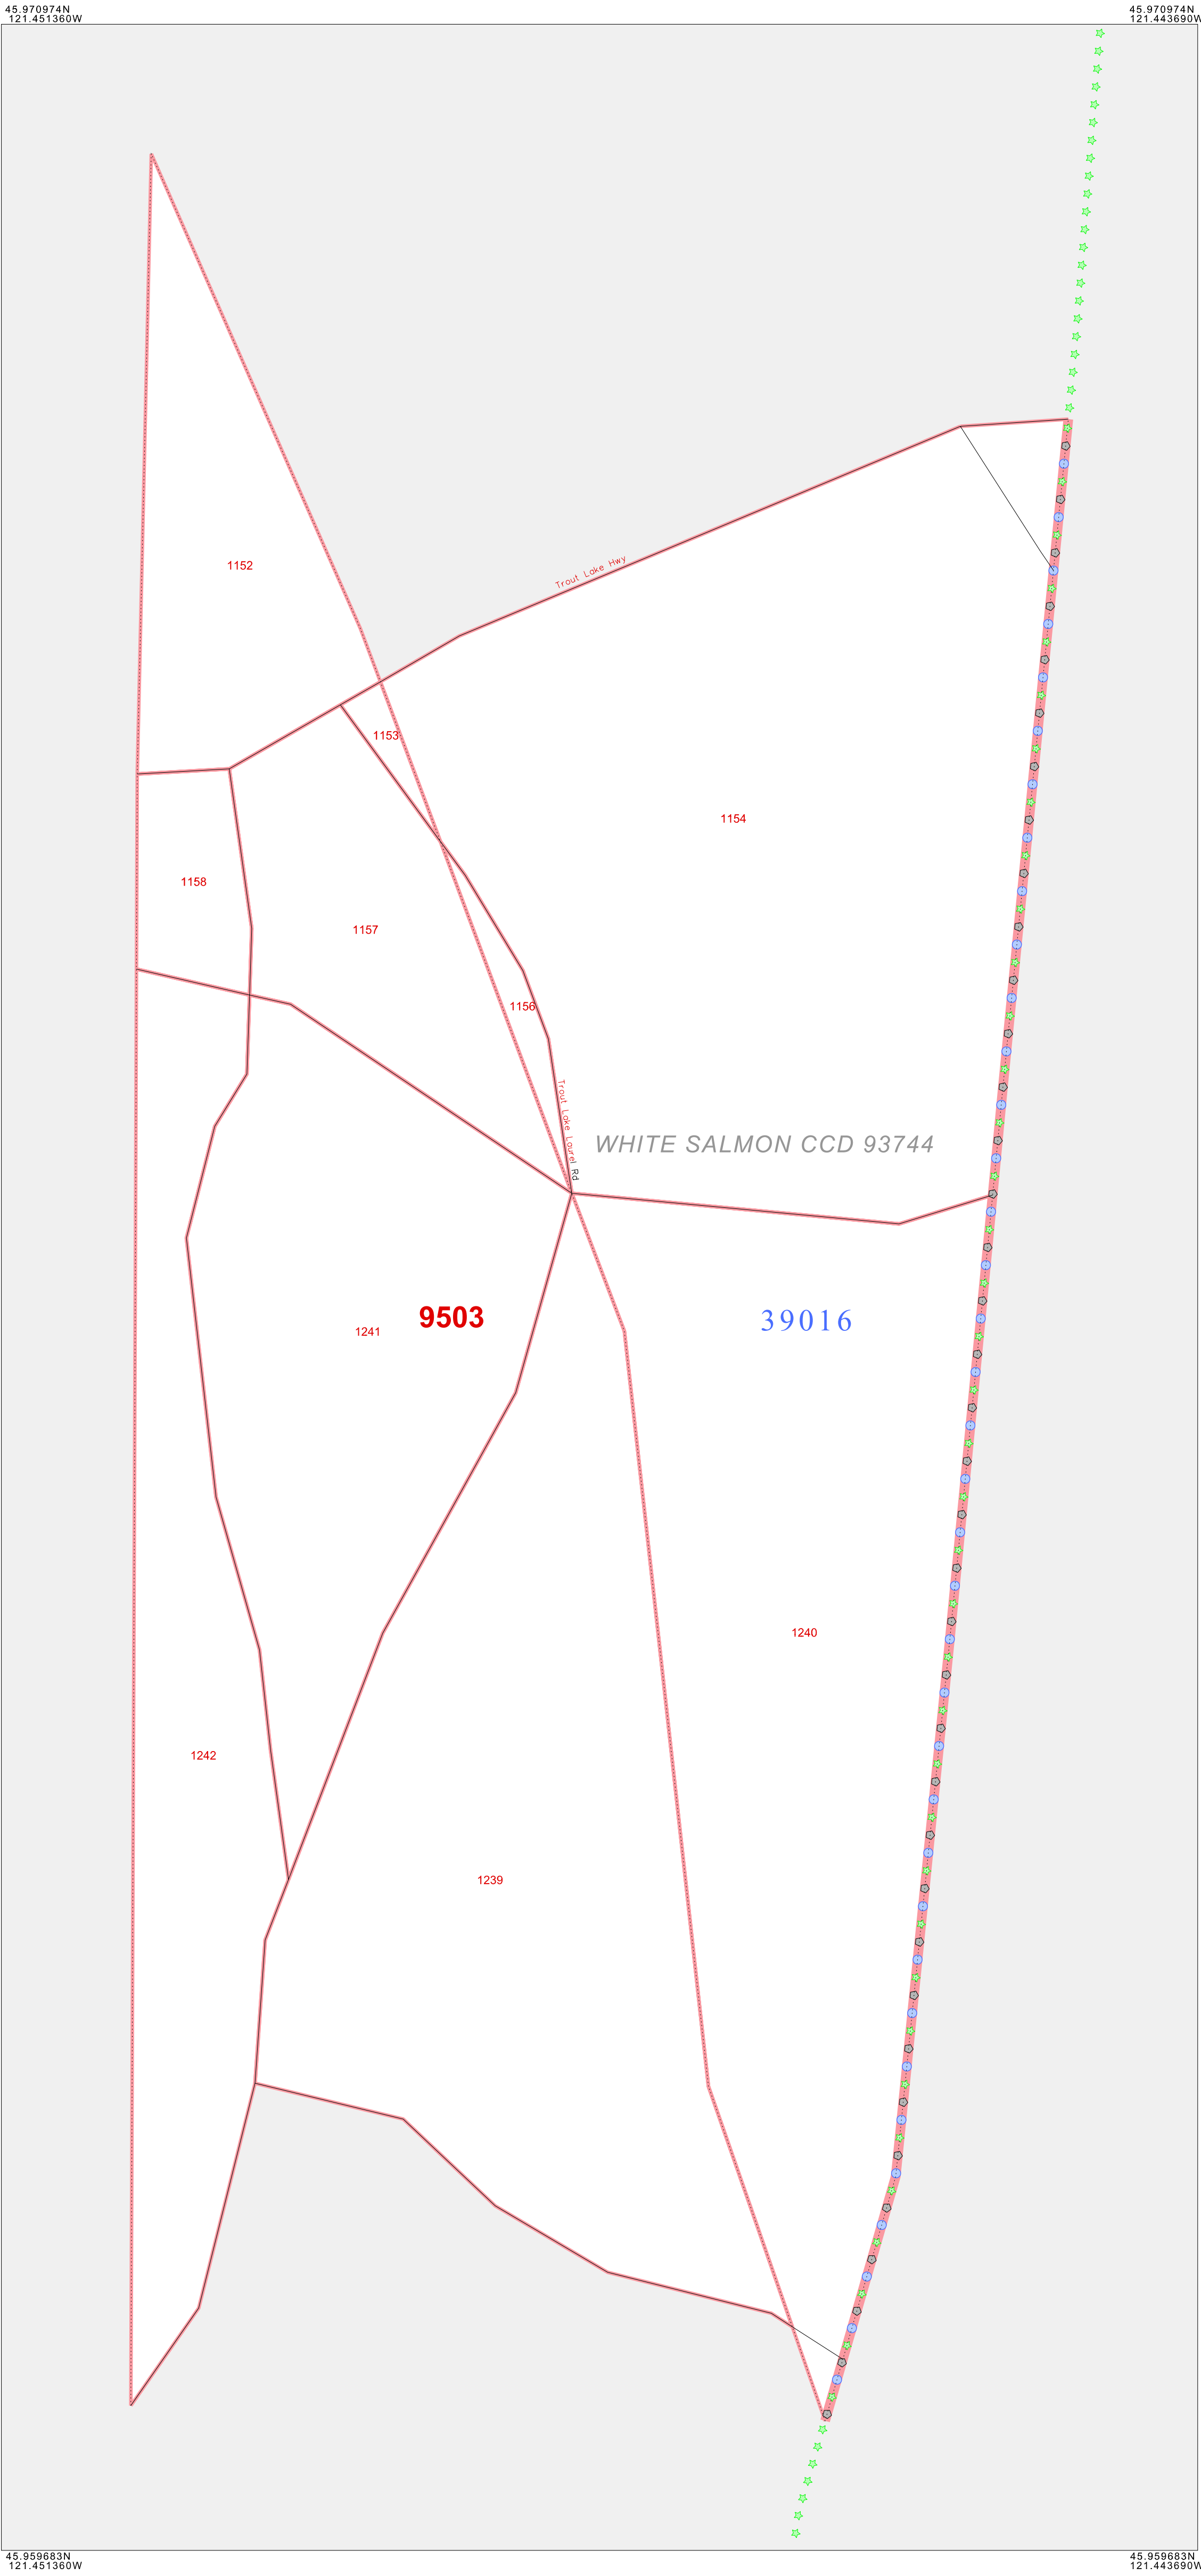 45.970974N
121.451360W
45.970974N
121.443690W
1152
Trout Lake Hwy
1153
1154
1158
1157
1156
Trout Lake Laurel Rd
WHITE SALMON CCD 93744
9503
39016
1241
1240
1242
1239
45.959683N
121.451360W
45.959683N
121.443690W